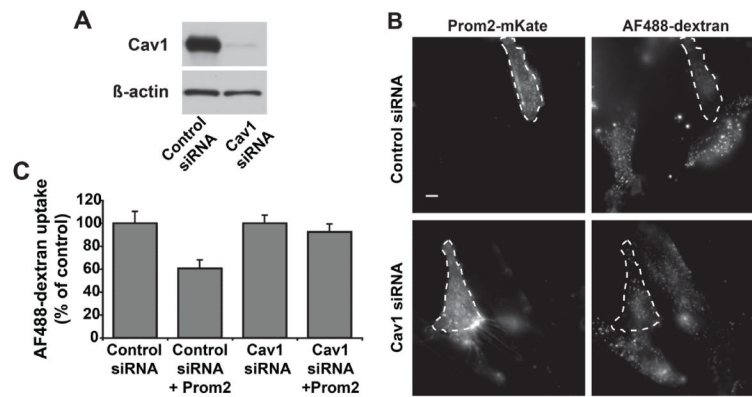 A
Cav1
ß-actin
Control
siRNA
Cav1
siRNA
B
Prom2-mKate
AF488-dextran
Control siRNA
Cav1 siRNA
C
AF488-dextran uptake
(% of control)
120
100
80
60
40
20
0
Control
siRNA
Control
siRNA
+ Prom2
Cav1
siRNA
Cav1
siRNA
+Prom2